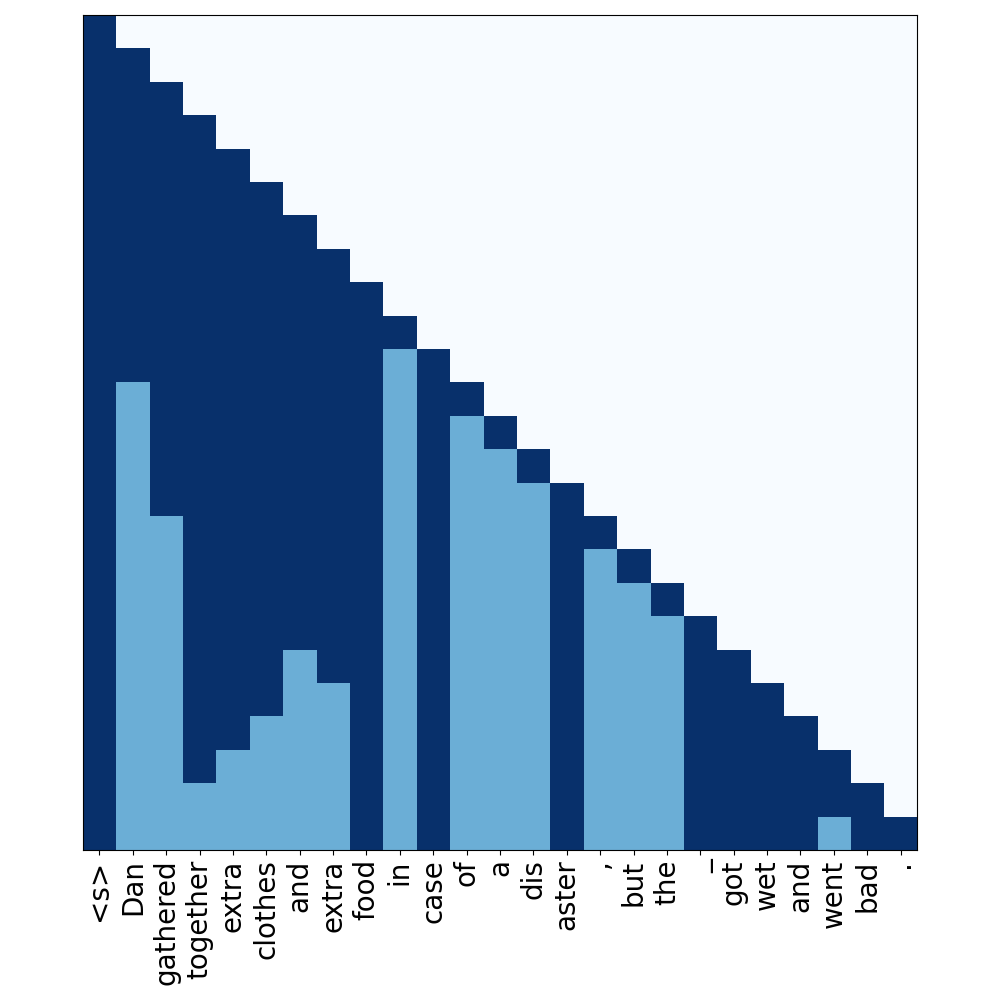 <s>
Dan
gathered
together
extra
clothes
and
extra
food
in
case
of
a
dis
aster
,
but
the
_
got
wet
and
went
bad
.